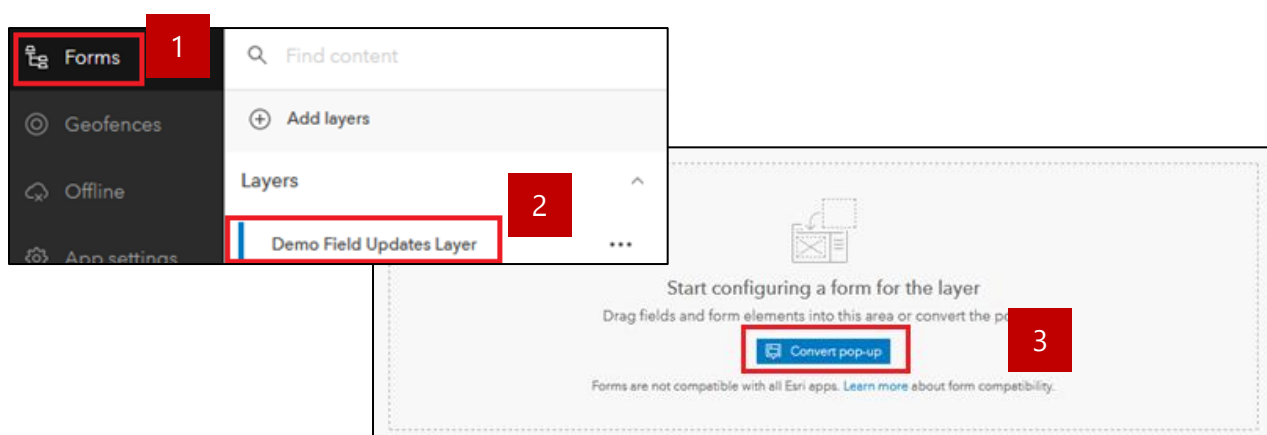 Forms
1
Find content
Geofences
Add layers
Layers
Offline
2
Demo Field Updates Layer
App settings
Start configuring a form for the layer
Drag fields and form elements into this area or convert the
3
Convert pop-up
Forms are not compatible with all Esri apps. Learn more about form compatibility.